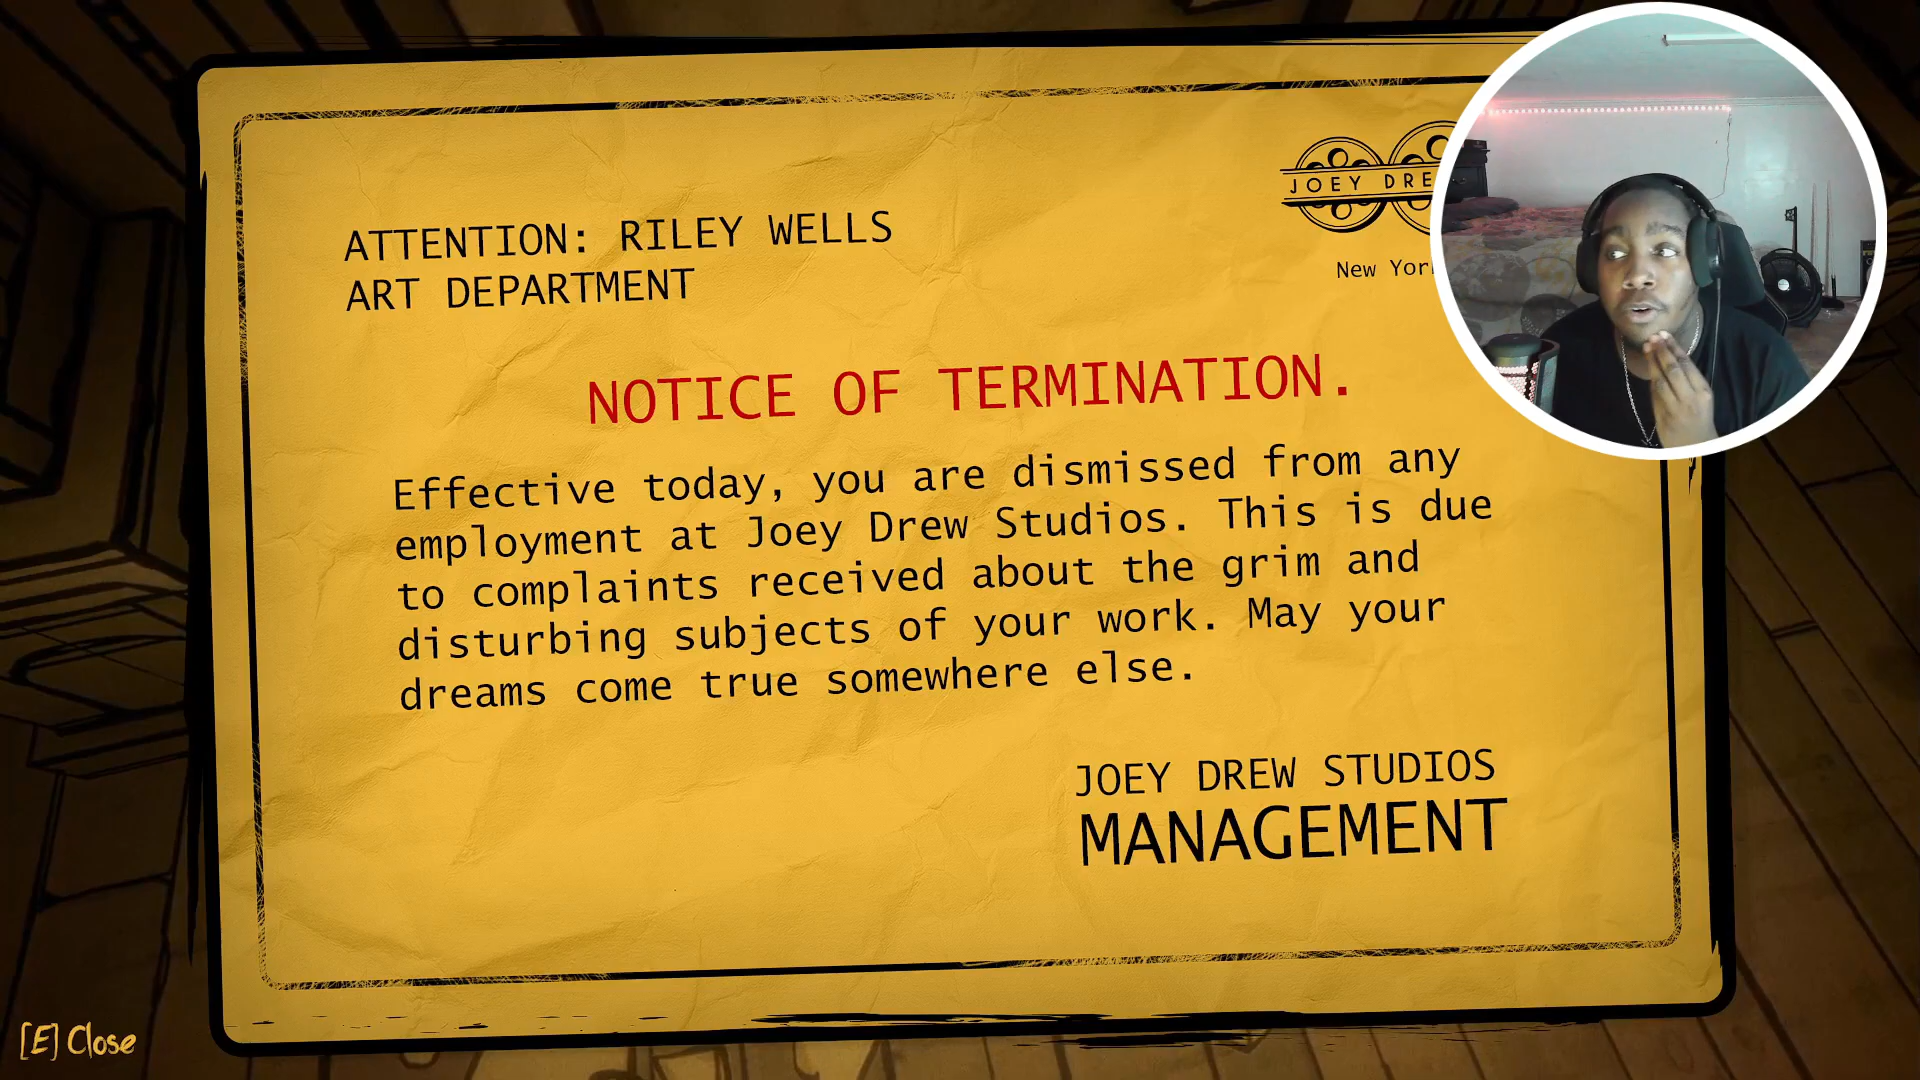 JOEY DRE
New York
ATTENTION: RILEY WELLS
ART DEPARTMENT
NOTICE OF TERMINATION.
Effective today, you are dismissed from any
employment at Joey Drew Studios. This is due
to complaints received about the grim and
disturbing subjects of your work. May your
dreams come true somewhere else.
JOEY DREW STUDIOS
MANAGEMENT
[E] Close